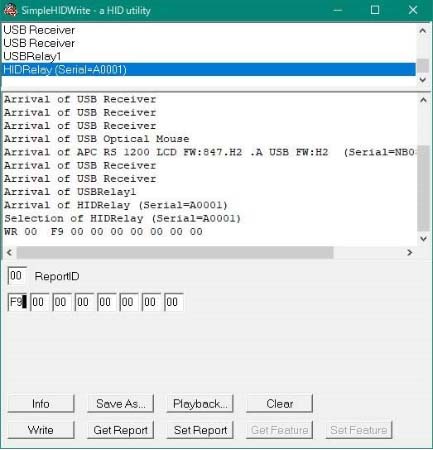 SimpleHIDWrite - a HID utility
USB Receiver
USB Receiver
USBRelay1
HIDRelay (Serial=A0001)
Arrival of USB Receiver
Arrival of USB Receiver
Arrival of USB Receiver
Arrival of USB Optical Mouse
Arrival of APC RS 1200 LCD FW:847.H2 .A USB FW:H2  (Serial=NB0
Arrival of USB Receiver
Arrival of USB Receiver
Arrival of USBRelay1
Arrival of HIDRelay (Serial=A0001)
Selection of HIDRelay (Serial=A0001)
WR 00  F9 00 00 00 00 00 00 00
00 ReportID
F9 00 00 00 00 00 00 00
Info Save As... Playback... Clear
Write Get Report Set Report Get Feature Set Feature